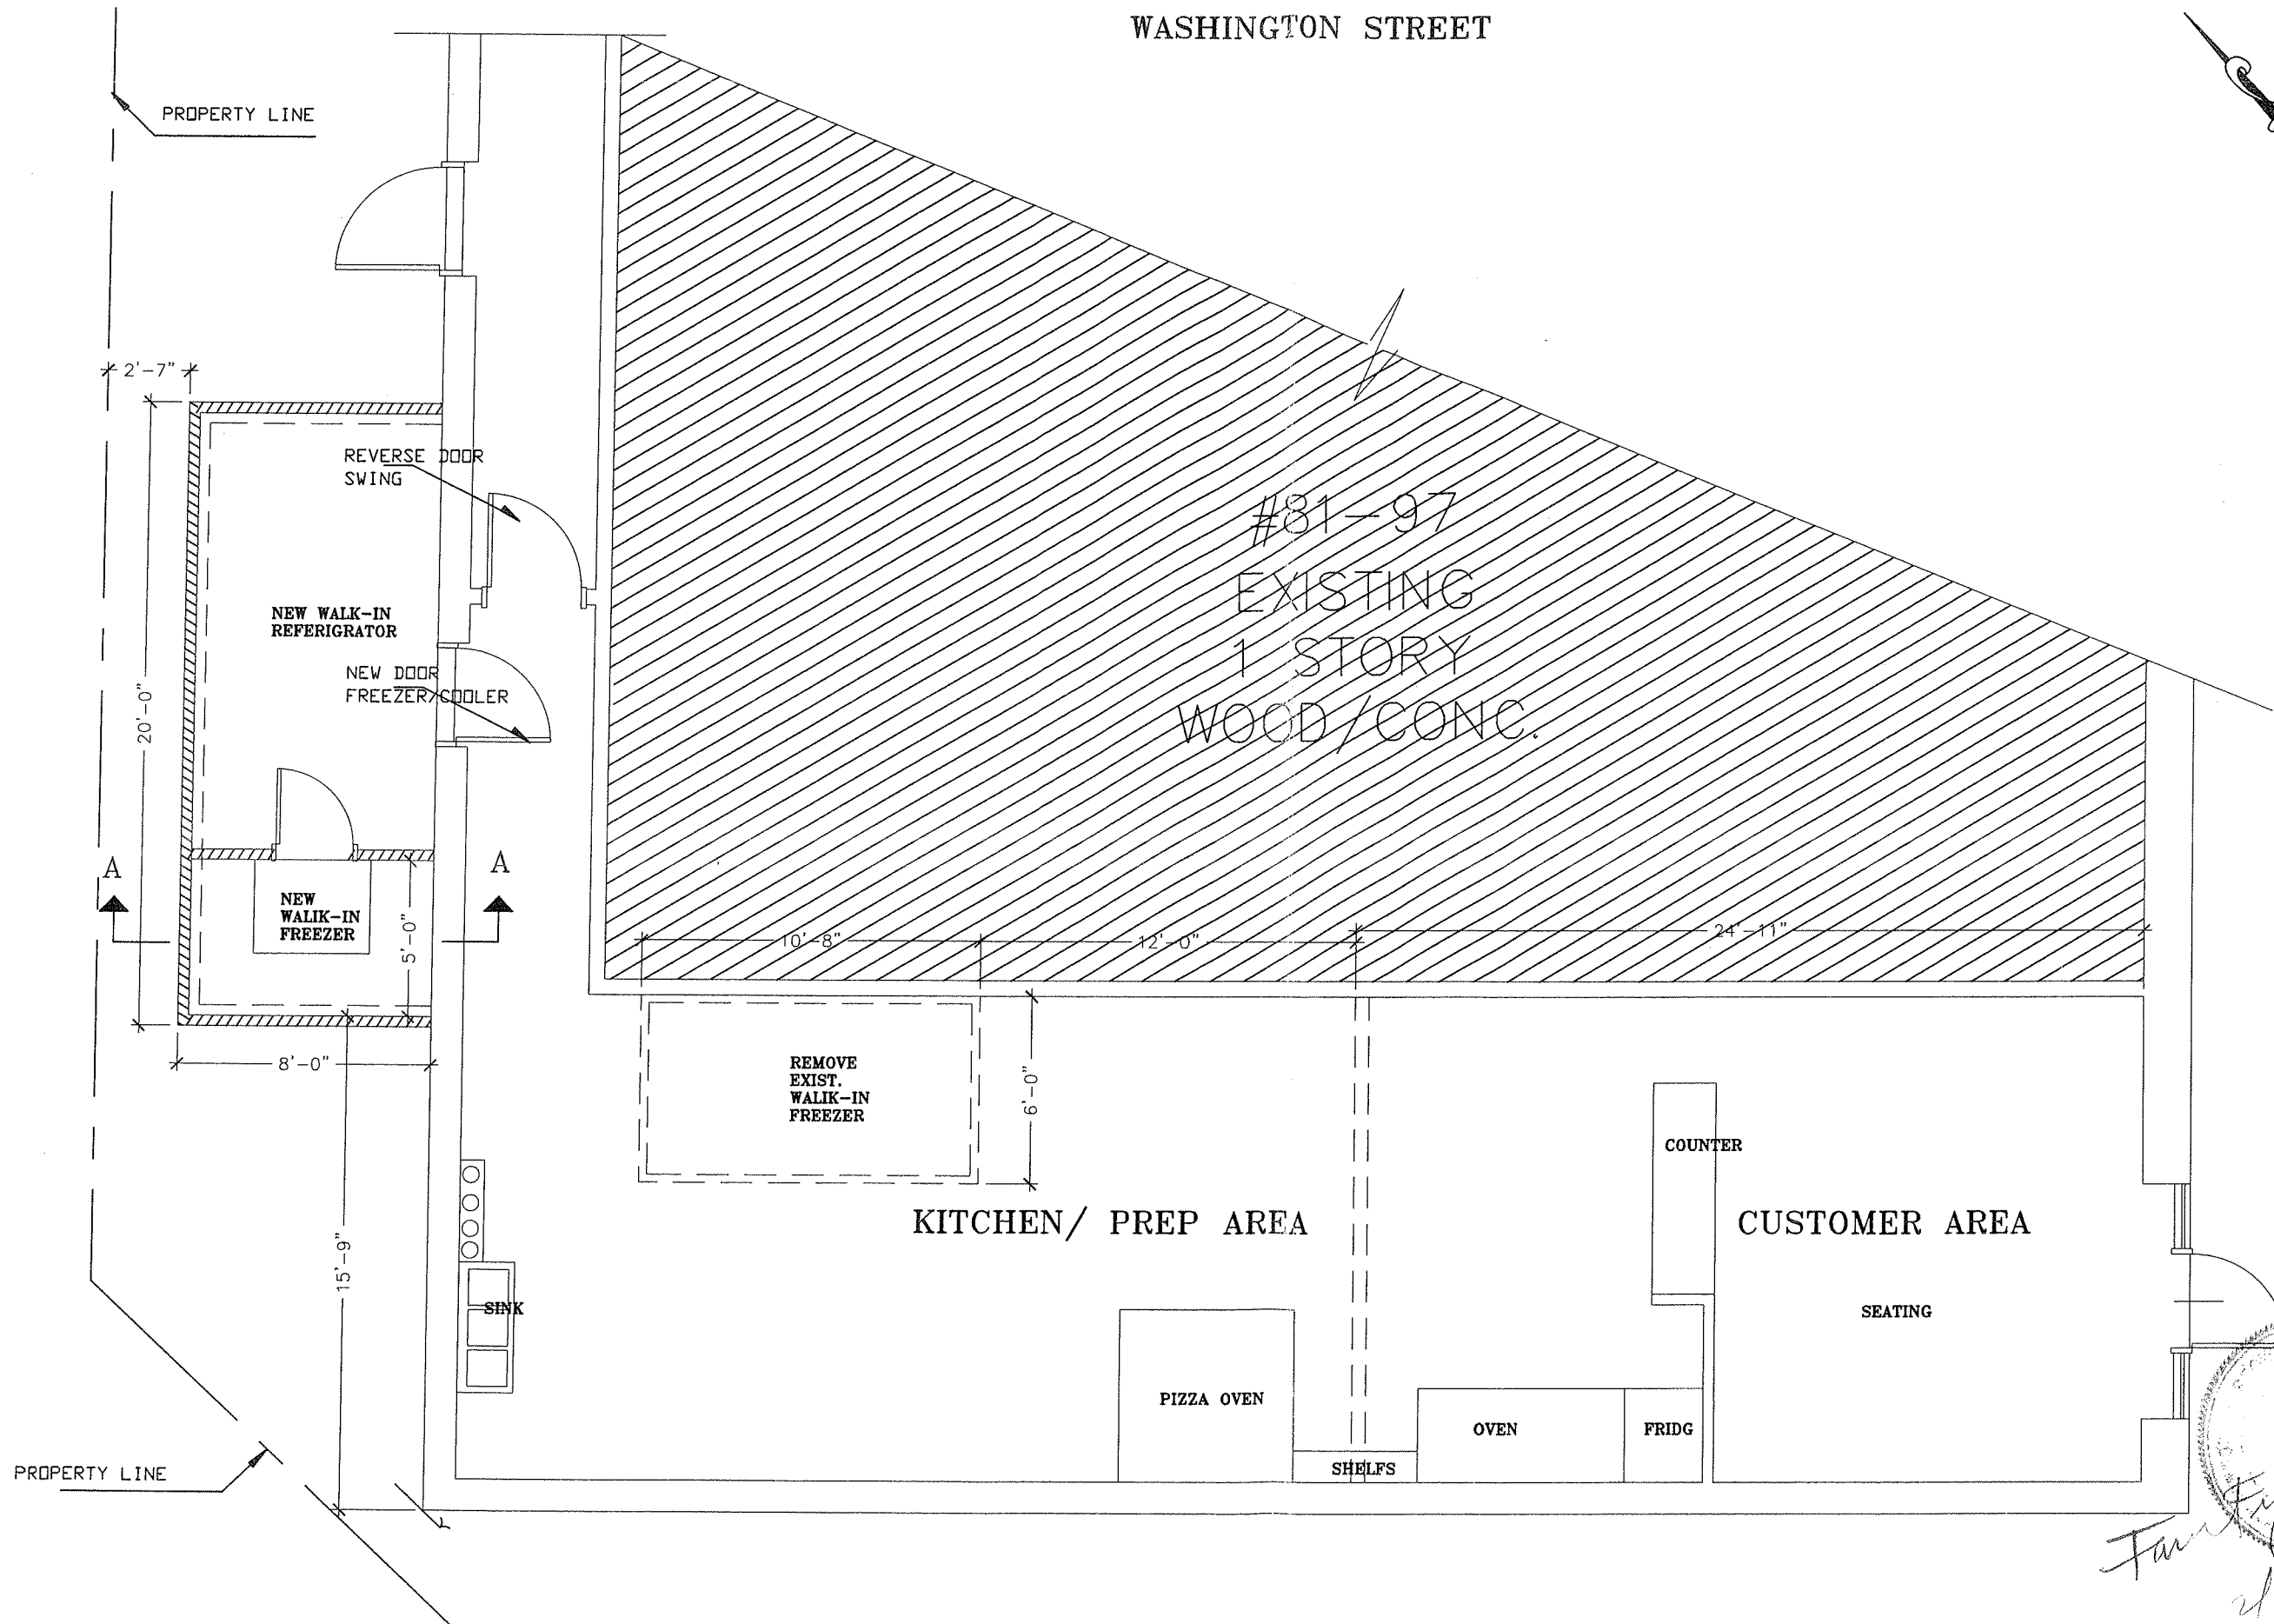 WASHINGTON STREET
PROPERTY LINE
2'-7"
REVERSE DOOR
SWING
#81-97
EXISTING
1 STORY
WOOD/CONC.
NEW WALK-IN
REFERIGRATOR
NEW DOOR
FREEZER/COOLER
20'-0"
A
A
NEW
WALIK-IN
FREEZER
5'-0"
10'-8"
12'-0"
24'-11"
8'-0"
REMOVE
EXIST.
WALIK-IN
FREEZER
6'-0"
COUNTER
KITCHEN/ PREP AREA
CUSTOMER AREA
15'-9"
SINK
SEATING
PIZZA OVEN
OVEN
FRIDG
SHELFS
PROPERTY LINE